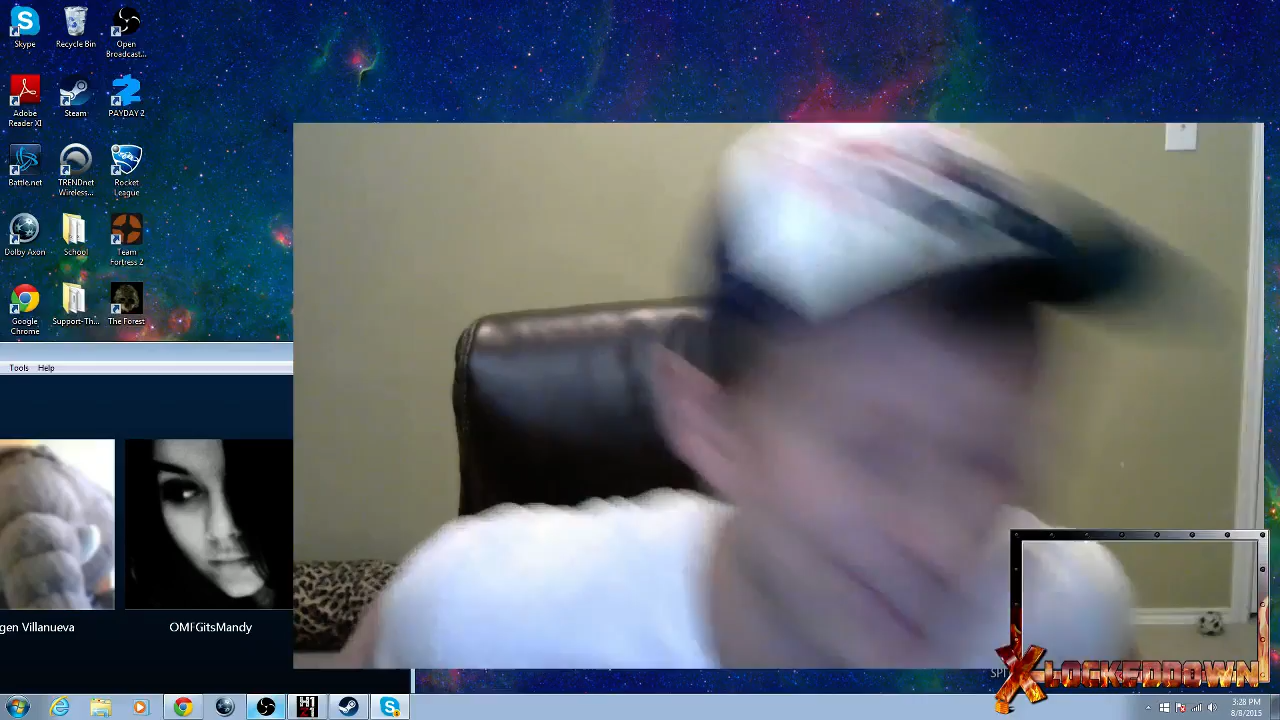 Skype
Recycle Bin
Open
Broadcast...
Adobe
Reader XI
Steam
PAYDAY 2
Battle.net
TRENDnet
Wireless...
Rocket
League
Dolby Axon
School
Team
Fortress 2
Google
Chrome
Support-Th...
The Forest
Tools Help
gen Villanueva
OMFGitsMandy
SPI
X-LOCKEDDOWN
H1
3:28 PM
8/8/2015